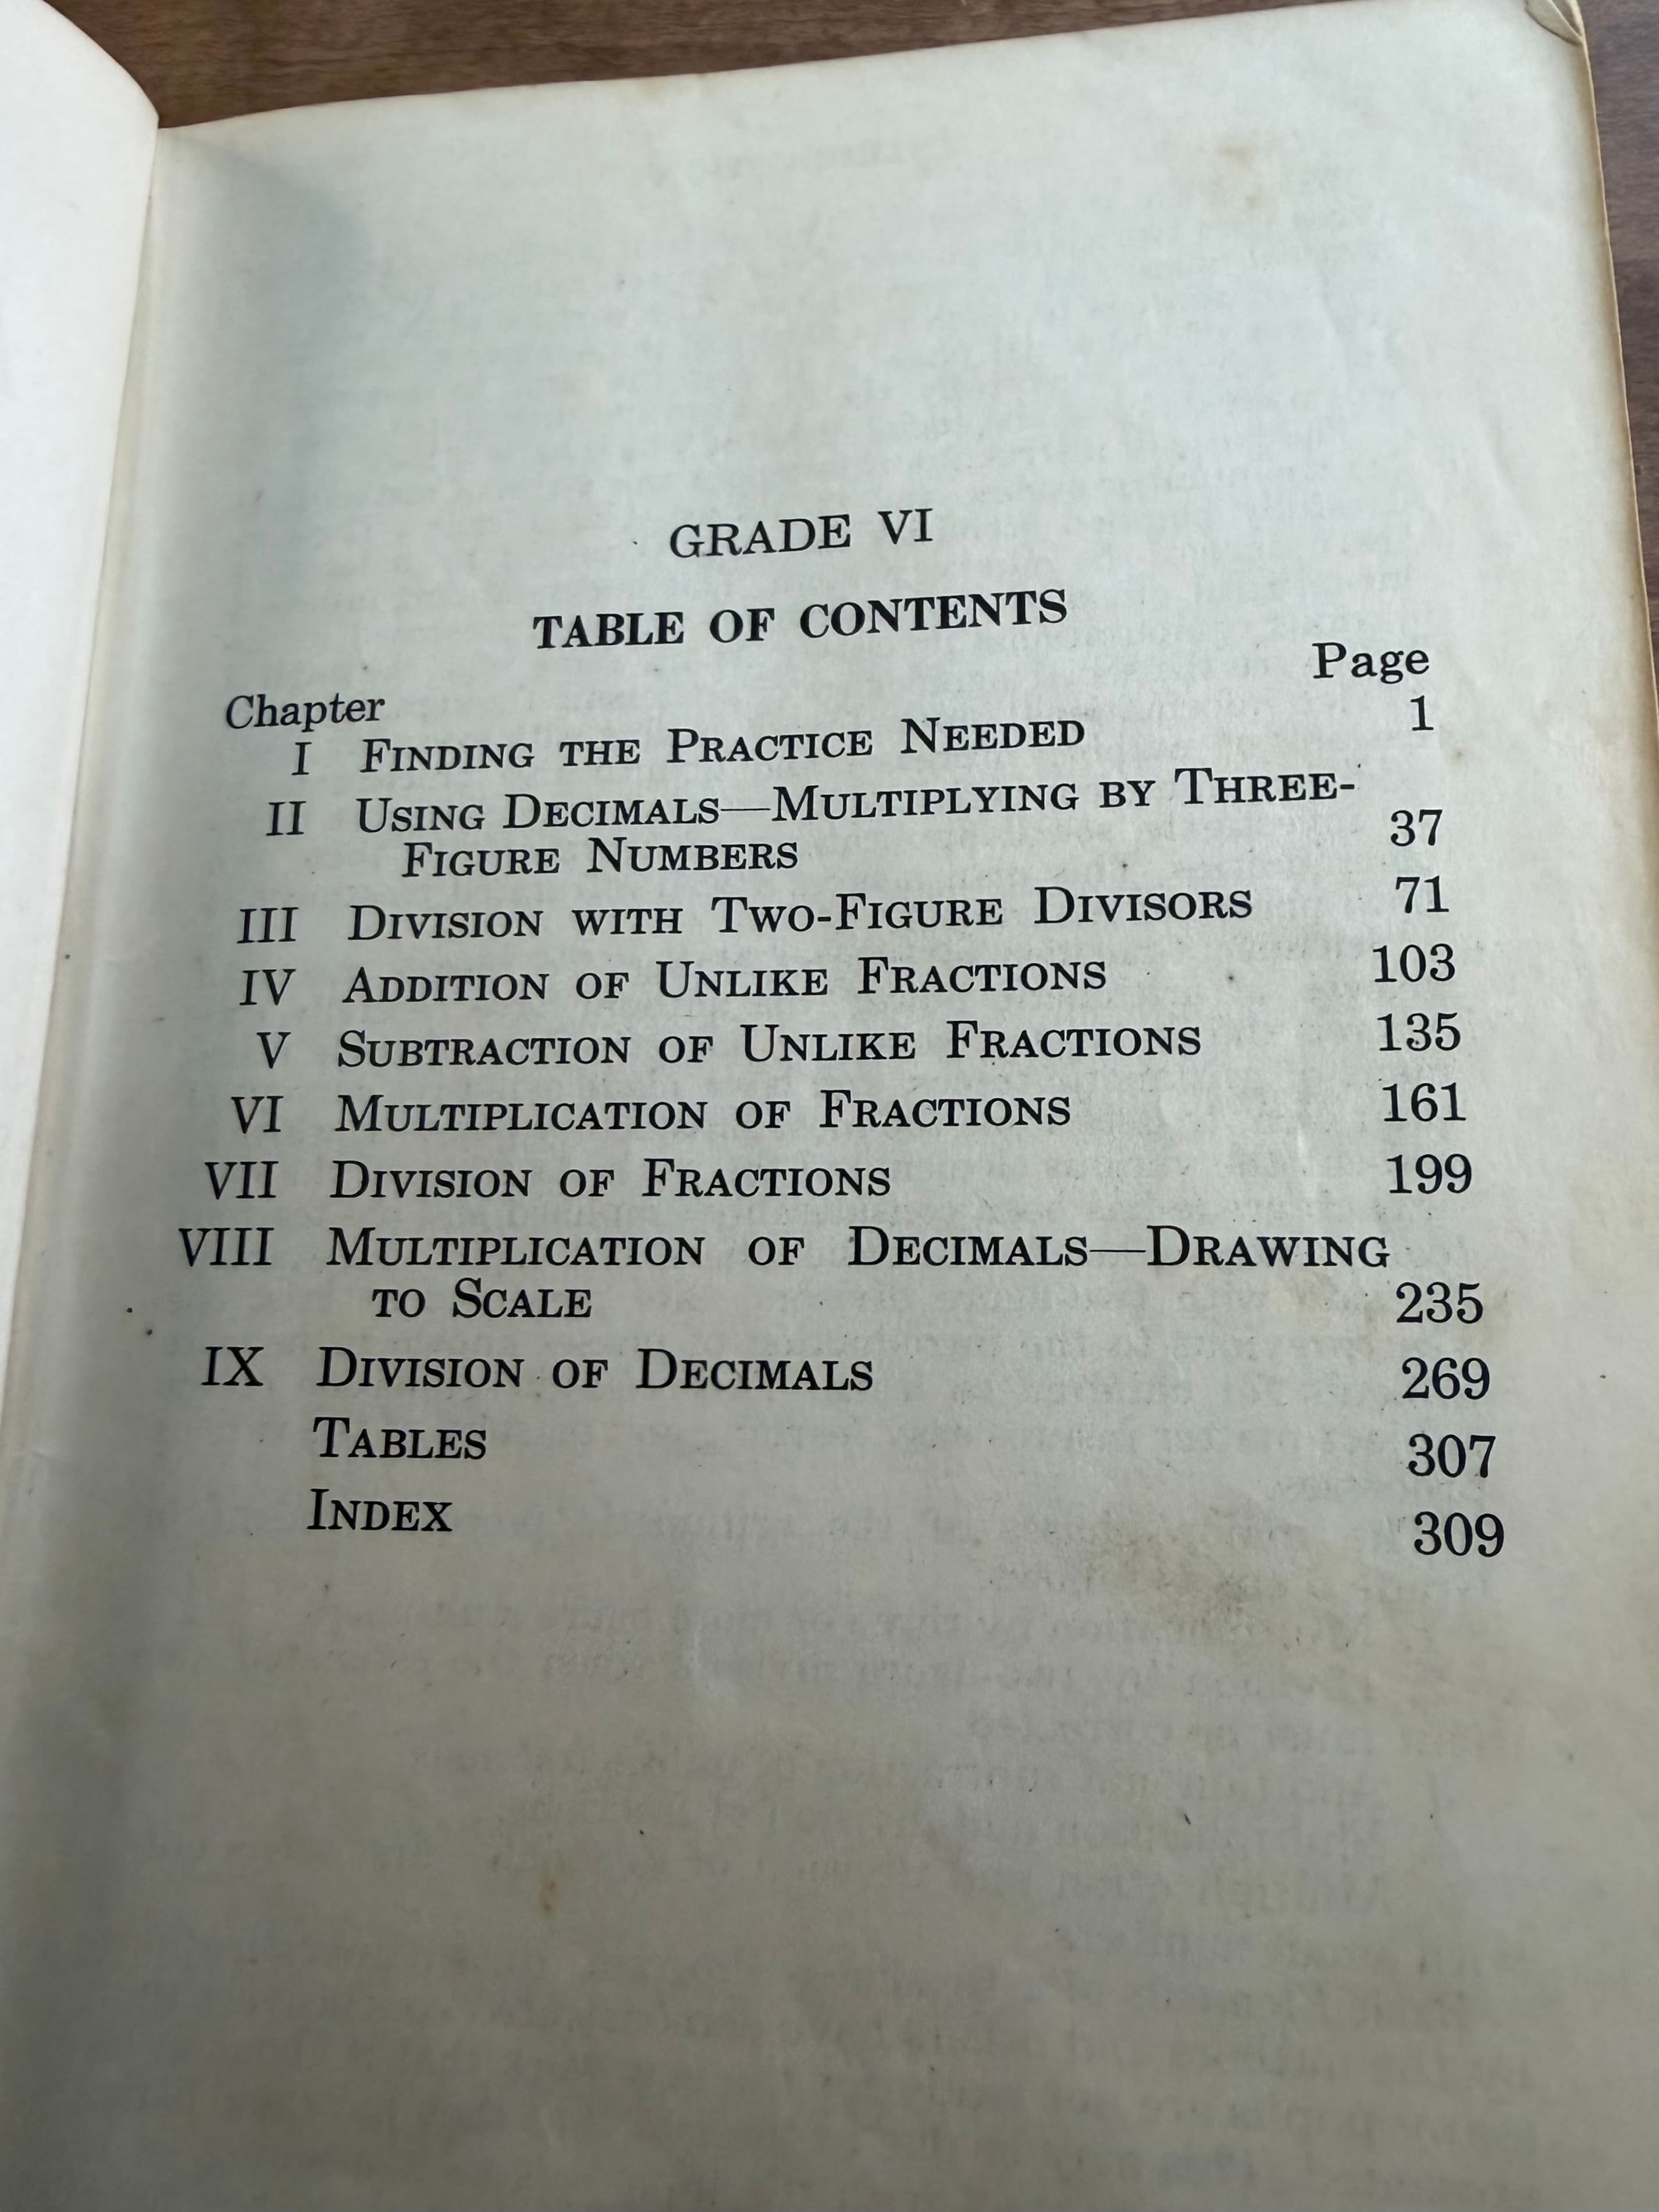 GRADE VI
TABLE OF CONTENTS
Chapter Page
I FINDING THE PRACTICE NEEDED 1
II USING DECIMALS—MULTIPLYING BY THREE-
FIGURE NUMBERS 37
III DIVISION WITH TWO-FIGURE DIVISORS 71
IV ADDITION OF UNLIKE FRACTIONS 103
V SUBTRACTION OF UNLIKE FRACTIONS 135
VI MULTIPLICATION OF FRACTIONS 161
VII DIVISION OF FRACTIONS 199
VIII MULTIPLICATION OF DECIMALS—DRAWING
TO SCALE 235
IX DIVISION OF DECIMALS 269
TABLES 307
INDEX 309